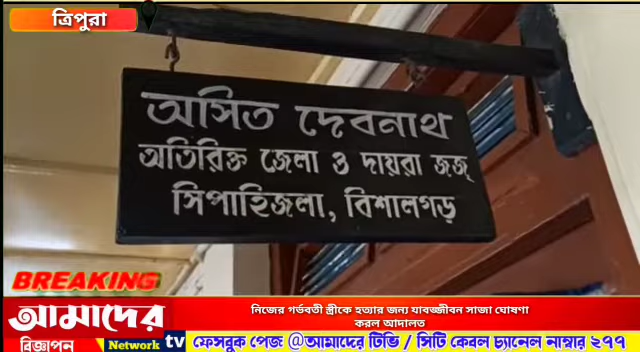 ত্রিপুরা
অসিত দেবনাথ
অতিরিক্ত জেলা ও দায়রা জজ্
সিপাহিজলা, বিশালগড়
BREAKING
নিজের গর্ভবতী স্ত্রীকে হত্যার জন্য যাবজ্জীবন সাজা ঘোষণা
করল আদালত
আমাদের
বিজ্ঞাপন
Network tv
ফেসবুক পেজ @আমাদের টিভি / সিটি কেবল চ্যানেল নাম্বার ২৭৭